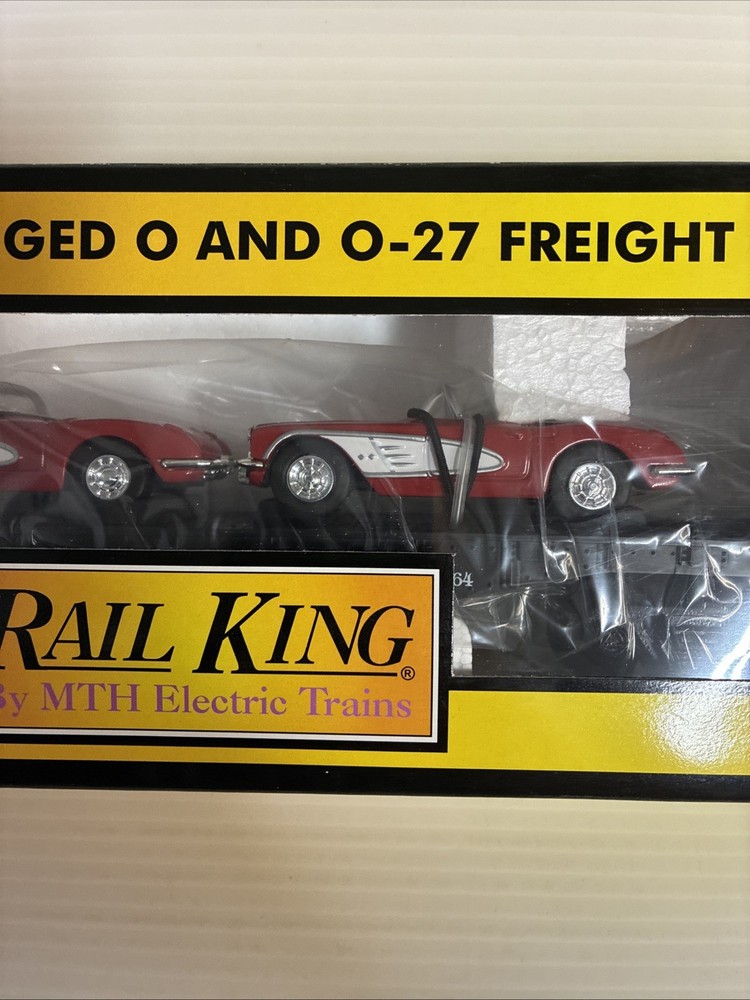 GED O AND O-27 FREIGHT
64
RAIL KING®
By MTH Electric Trains